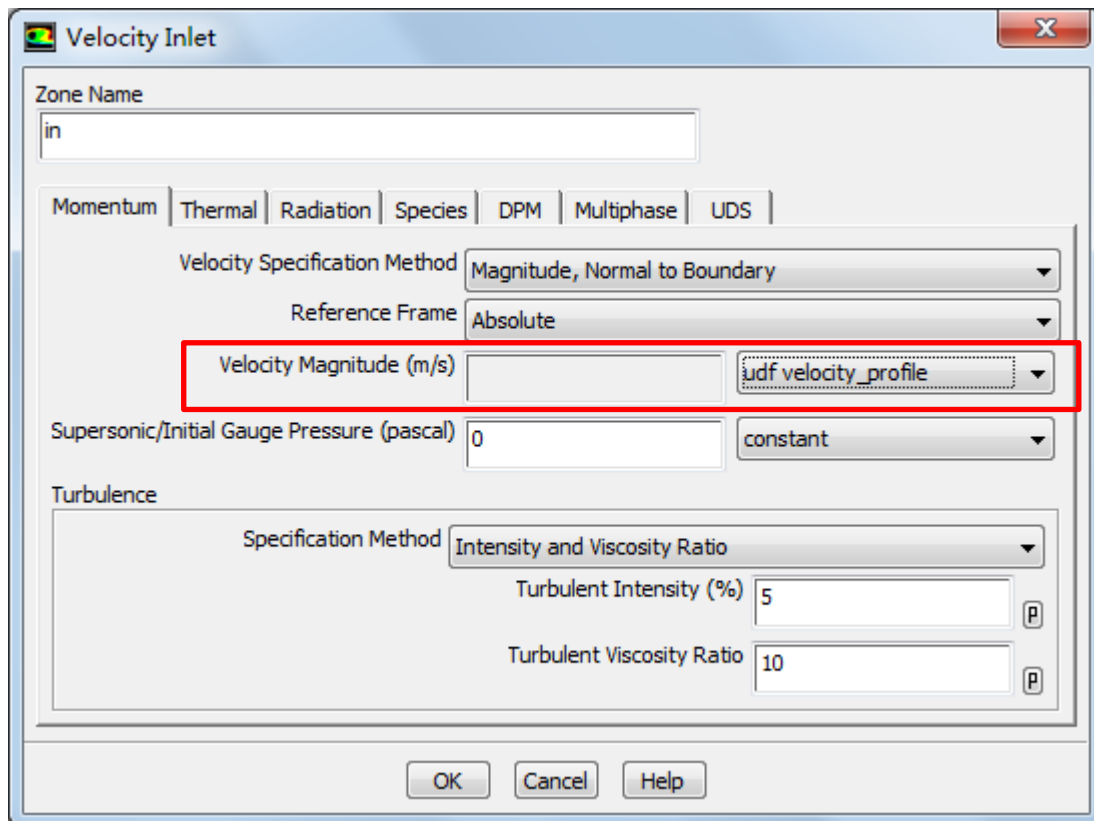 Velocity Inlet
X
Zone Name
in
Momentum Thermal Radiation Species DPM Multiphase UDS
Velocity Specification Method Magnitude, Normal to Boundary
Reference Frame Absolute
Velocity Magnitude (m/s) udf velocity_profile
Supersonic/Initial Gauge Pressure (pascal) 0 constant
Turbulence
Specification Method Intensity and Viscosity Ratio
Turbulent Intensity (%) 5 P
Turbulent Viscosity Ratio 10 P
OK Cancel Help